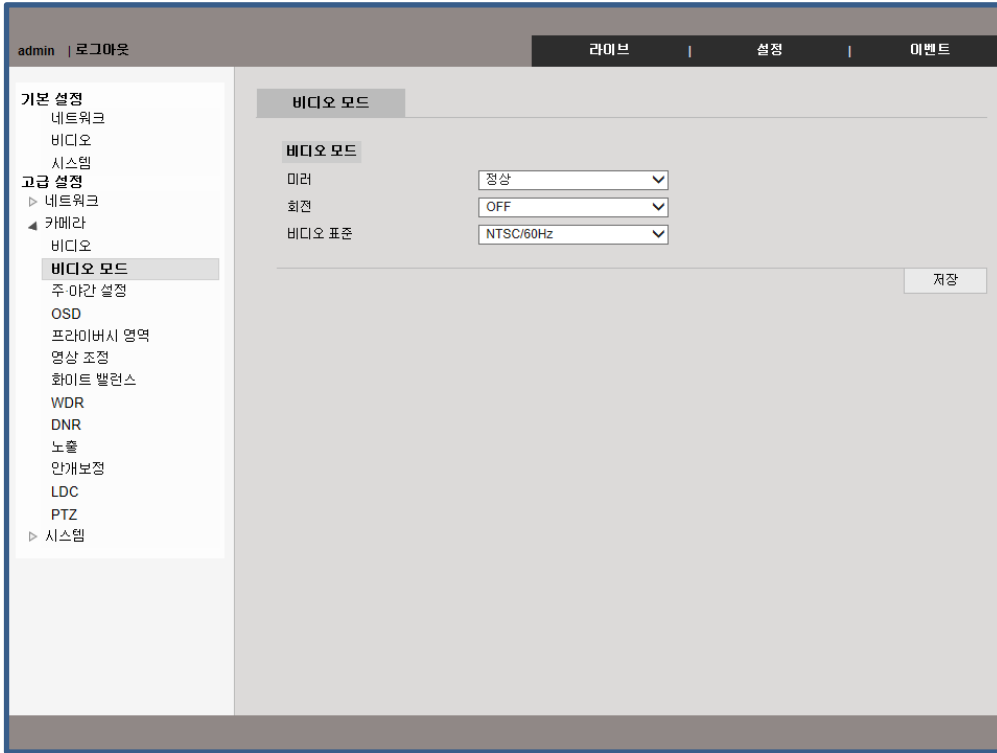 admin | 로그아웃
라이브 | 설정 | 이벤트
기본 설정
네트워크
비디오
시스템
고급 설정
네트워크
카메라
비디오
비디오 모드
주·야간 설정
OSD
프라이버시 영역
영상 조정
화이트 밸런스
WDR
DNR
노출
안개보정
LDC
PTZ
시스템
비디오 모드
비디오 모드
미러 정상
회전 OFF
비디오 표준 NTSC/60Hz
저장